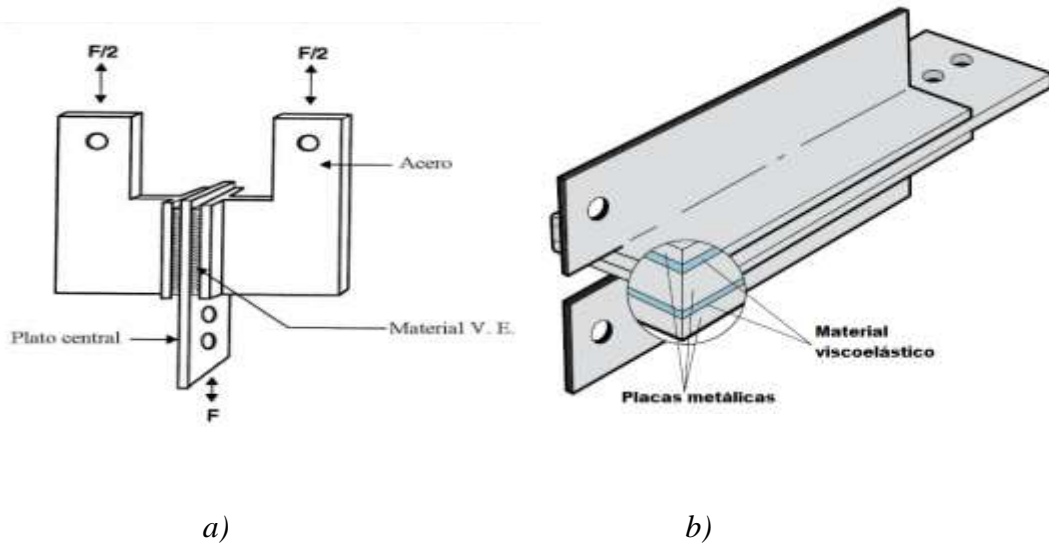 F/2
F/2
Acero
Plato central
Material V. E.
F
Material
viscoelástico
Placas metálicas
a)
b)